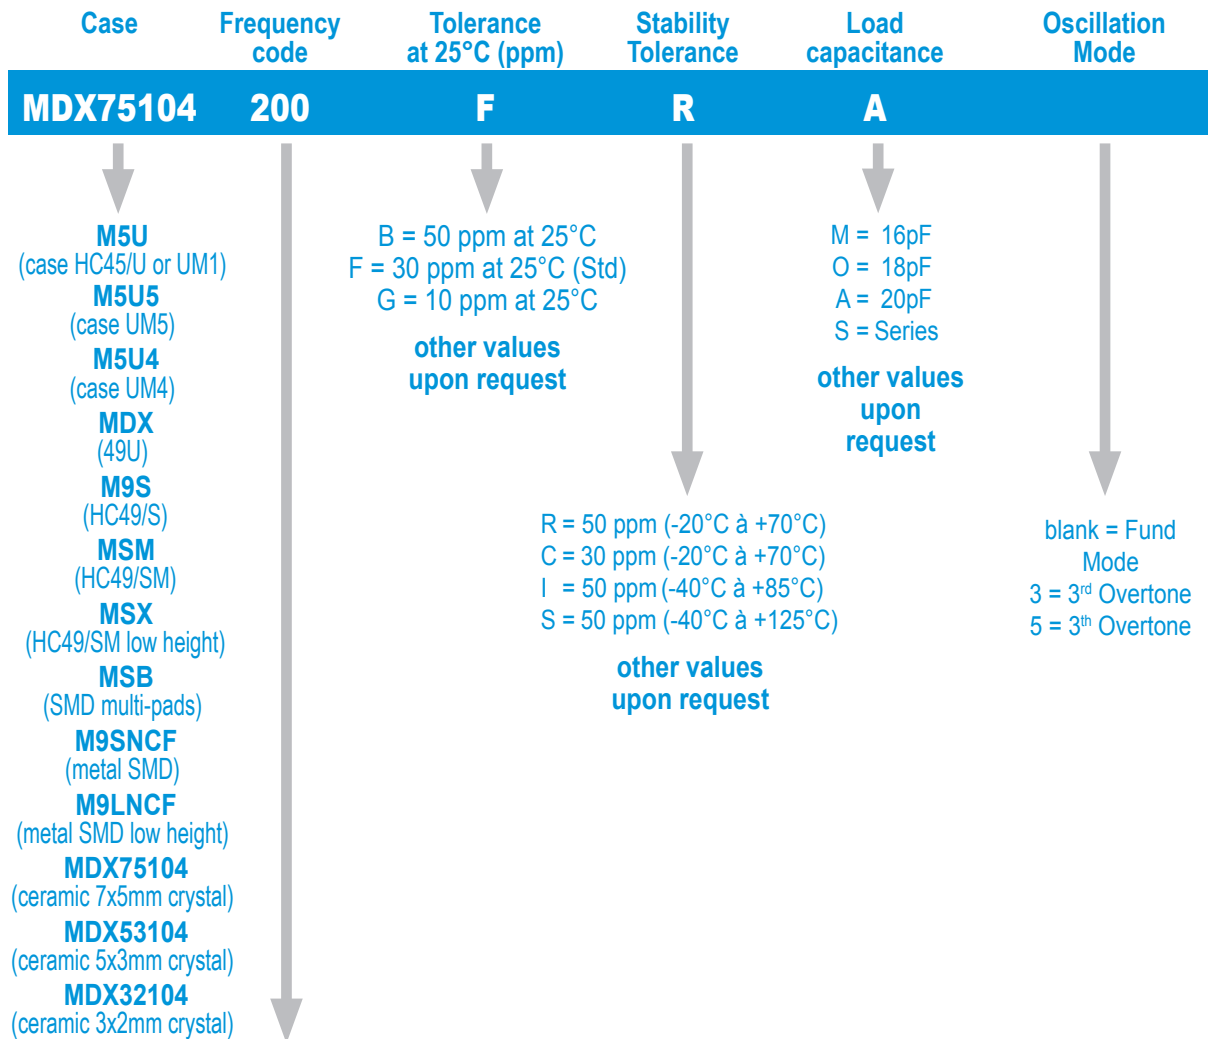 Case
Frequency
code
Tolerance
at 25°C (ppm)
Stability
Tolerance
Load
capacitance
Oscillation
Mode
MDX75104 200 F R A
M5U
(case HC45/U or UM1)
M5U5
(case UM5)
M5U4
(case UM4)
MDX
(49U)
M9S
(HC49/S)
MSM
(HC49/SM)
MSX
(HC49/SM low height)
MSB
(SMD multi-pads)
M9SNCF
(metal SMD)
M9LNCF
(metal SMD low height)
MDX75104
(ceramic 7x5mm crystal)
MDX53104
(ceramic 5x3mm crystal)
MDX32104
(ceramic 3x2mm crystal)
B = 50 ppm at 25°C
F = 30 ppm at 25°C (Std)
G = 10 ppm at 25°C
other values
upon request
R = 50 ppm (-20°C à +70°C)
C = 30 ppm (-20°C à +70°C)
I = 50 ppm (-40°C à +85°C)
S = 50 ppm (-40°C à +125°C)
other values
upon request
M = 16pF
O = 18pF
A = 20pF
S = Series
other values
upon
request
blank = Fund
Mode
3 = 3rd Overtone
5 = 3th Overtone